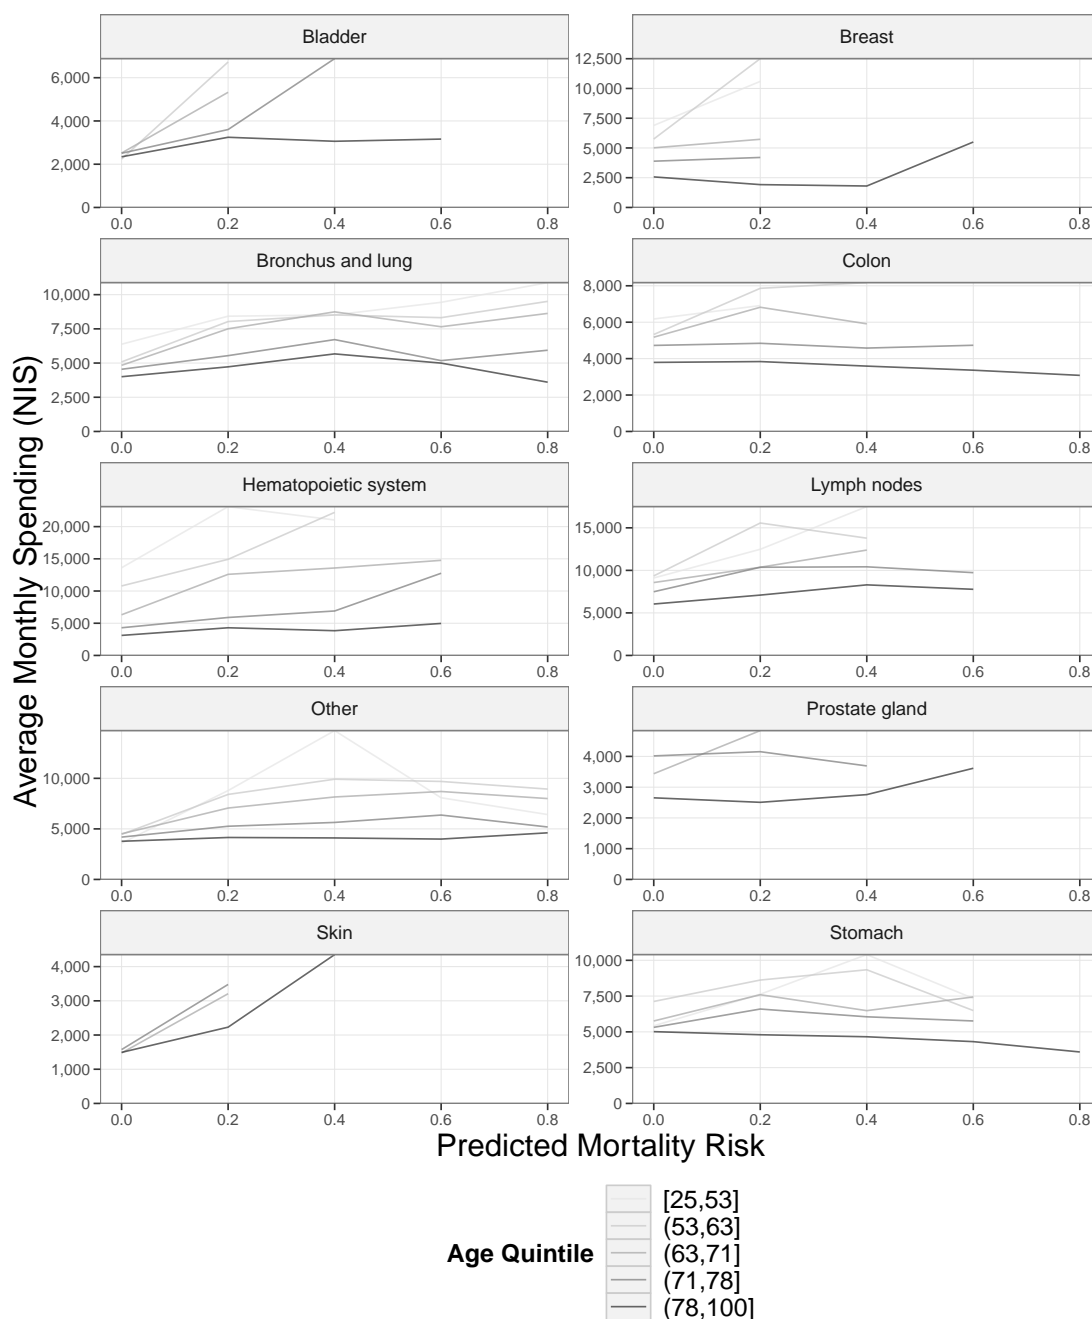 Bladder
Breast
6,000
4,000
2,000
0
12,500
10,000
7,500
5,000
2,500
0
0.0 0.2 0.4 0.6 0.8
0.0 0.2 0.4 0.6 0.8
Bronchus and lung
Colon
10,000
7,500
5,000
2,500
0
8,000
6,000
4,000
2,000
0
0.0 0.2 0.4 0.6 0.8
0.0 0.2 0.4 0.6 0.8
Average Monthly Spending (NIS)
Hematopoietic system
Lymph nodes
20,000
15,000
10,000
5,000
0
15,000
10,000
5,000
0
0.0 0.2 0.4 0.6 0.8
0.0 0.2 0.4 0.6 0.8
Other
Prostate gland
10,000
5,000
0
4,000
3,000
2,000
1,000
0
0.0 0.2 0.4 0.6 0.8
0.0 0.2 0.4 0.6 0.8
Skin
Stomach
4,000
3,000
2,000
1,000
0
10,000
7,500
5,000
2,500
0
0.0 0.2 0.4 0.6 0.8
0.0 0.2 0.4 0.6 0.8
Predicted Mortality Risk
Age Quintile
[25,53]
(53,63]
(63,71]
(71,78]
(78,100]